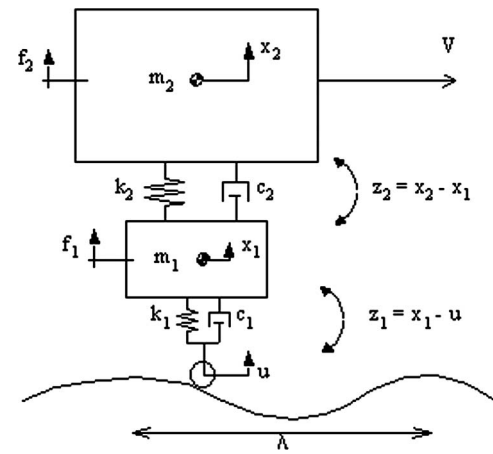 f₂
m₂
x₂
V
k₂
c₂
z₂ = x₂ - x₁
f₁
m₁
x₁
k₁
c₁
z₁ = x₁ - u
u
Λ